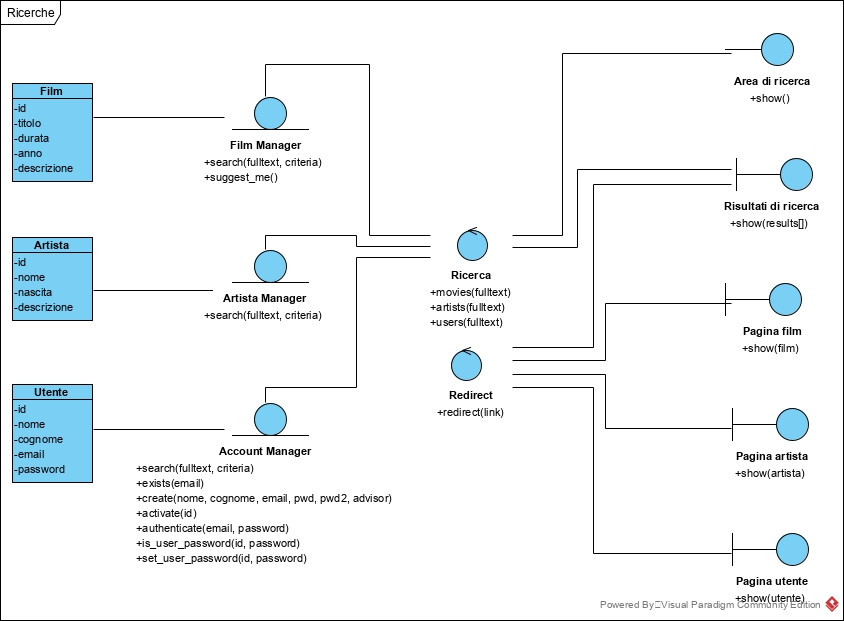 Ricerche
Film
-id
-titolo
-durata
-anno
-descrizione
Film Manager
+search(fulltext, criteria)
+suggest_me()
Artista
-id
-nome
-nascita
-descrizione
Artista Manager
+search(fulltext, criteria)
Utente
-id
-nome
-cognome
-email
-password
Account Manager
+search(fulltext, criteria)
+exists(email)
+create(nome, cognome, email, pwd, pwd2, advisor)
+activate(id)
+authenticate(email, password)
+is_user_password(id, password)
+set_user_password(id, password)
Ricerca
+movies(fulltext)
+artists(fulltext)
+users(fulltext)
Redirect
+redirect(link)
Area di ricerca
+show()
Risultati di ricerca
+show(results[])
Pagina film
+show(film)
Pagina artista
+show(artista)
Pagina utente
+show(utente)
Powered By Visual Paradigm Community Edition